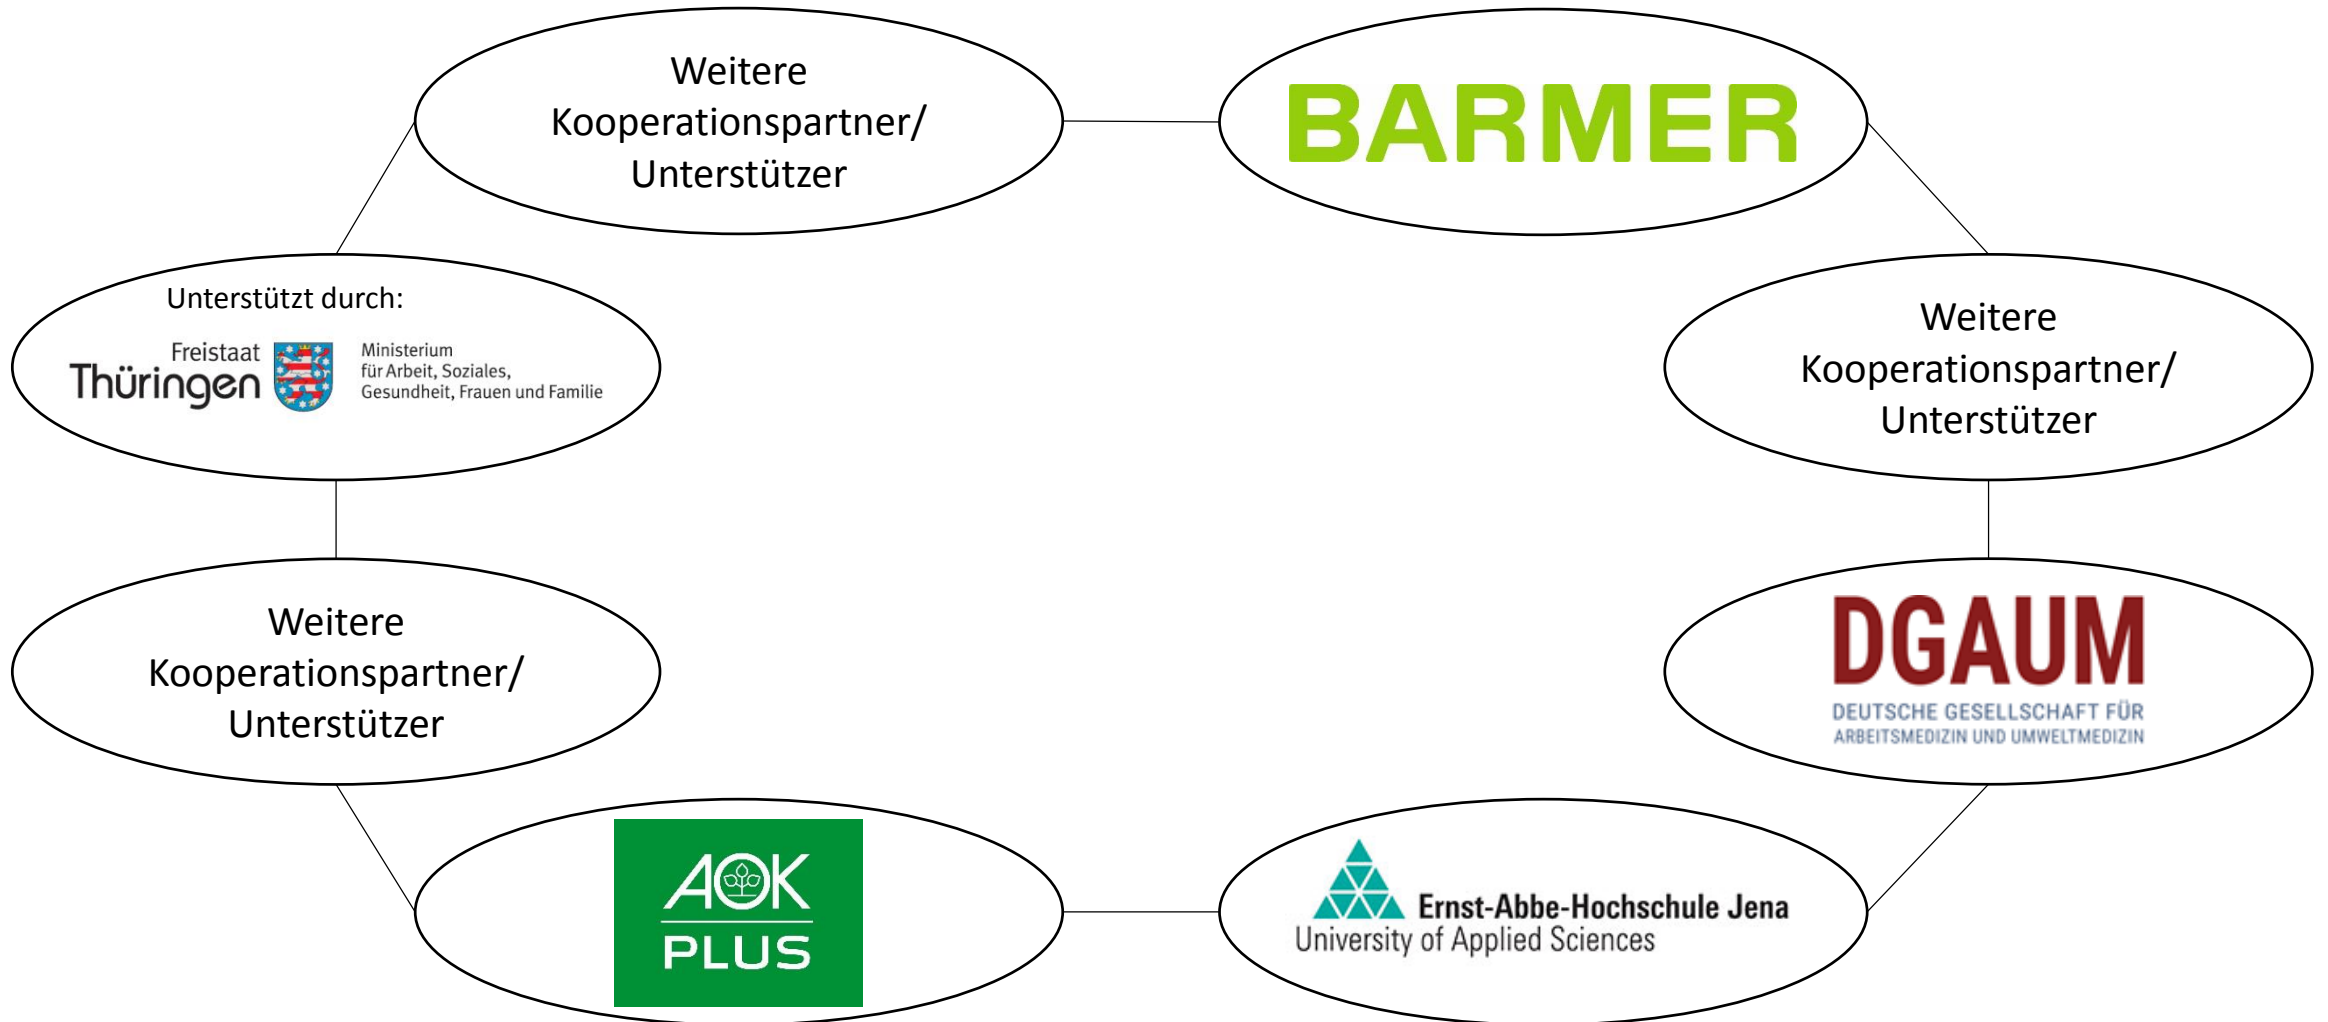 Weitere
Kooperationspartner/
Unterstützer
BARMER
Unterstützt durch:
Freistaat
Thüringen
Ministerium
für Arbeit, Soziales,
Gesundheit, Frauen und Familie
Weitere
Kooperationspartner/
Unterstützer
Weitere
Kooperationspartner/
Unterstützer
DGAUM
DEUTSCHE GESELLSCHAFT FÜR
ARBEITSMEDIZIN UND UMWELTMEDIZIN
AOK
PLUS
Ernst-Abbe-Hochschule Jena
University of Applied Sciences